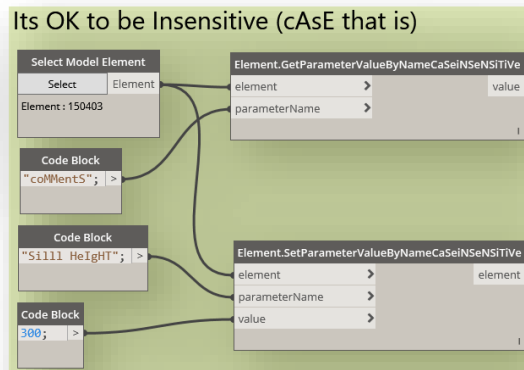 Its OK to be Insensitive (cAsE that is)
Select Model Element
Select Element
Element : 150403
Element.GetParameterValueByNameCaSeiNSeNSiTiVe
element > value
parameterName >
l
Code Block
"coMMentS"; >
Code Block
"Silll HeIgHT"; >
Element.SetParameterValueByNameCaSeiNSeNSiTiVe
element > element
parameterName >
value >
l
Code Block
300; >